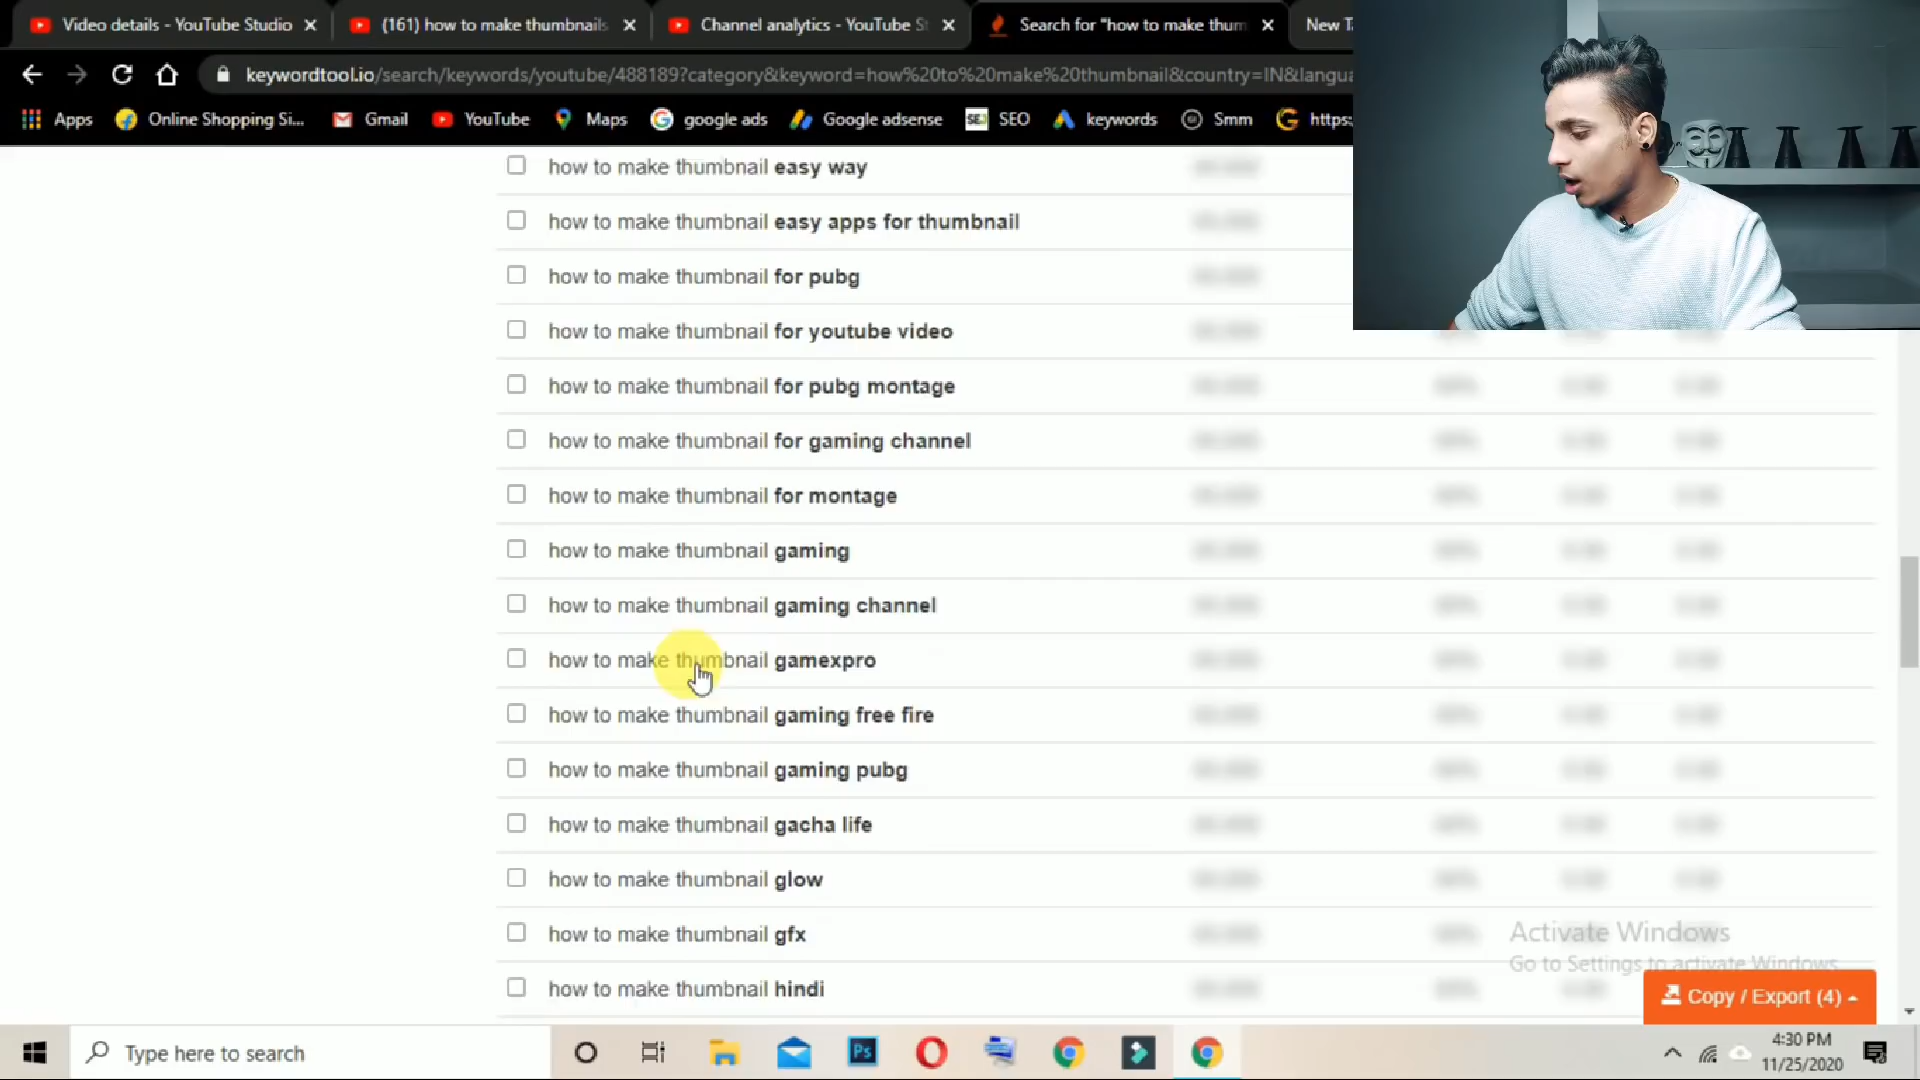 Video details - YouTube Studio
(161) how to make thumbnails
Channel analytics - YouTube St
Search for "how to make thum
New T
keywordtool.io/search/keywords/youtube/488189?category&keyword=how%20to%20make%20thumbnail&country=IN&langua
Apps
Online Shopping Si...
Gmail
YouTube
Maps
google ads
Google adsense
SEJ
SEO
keywords
Smm
https:
how to make thumbnail easy way
how to make thumbnail easy apps for thumbnail
how to make thumbnail for pubg
how to make thumbnail for youtube video
how to make thumbnail for pubg montage
how to make thumbnail for gaming channel
how to make thumbnail for montage
how to make thumbnail gaming
how to make thumbnail gaming channel
how to make thumbnail gamexpro
how to make thumbnail gaming free fire
how to make thumbnail gaming pubg
how to make thumbnail gacha life
how to make thumbnail glow
how to make thumbnail gfx
how to make thumbnail hindi
Activate Windows
Go to Settings to activate Windows.
Copy / Export (4)
Type here to search
Ps
4:30 PM
11/25/2020